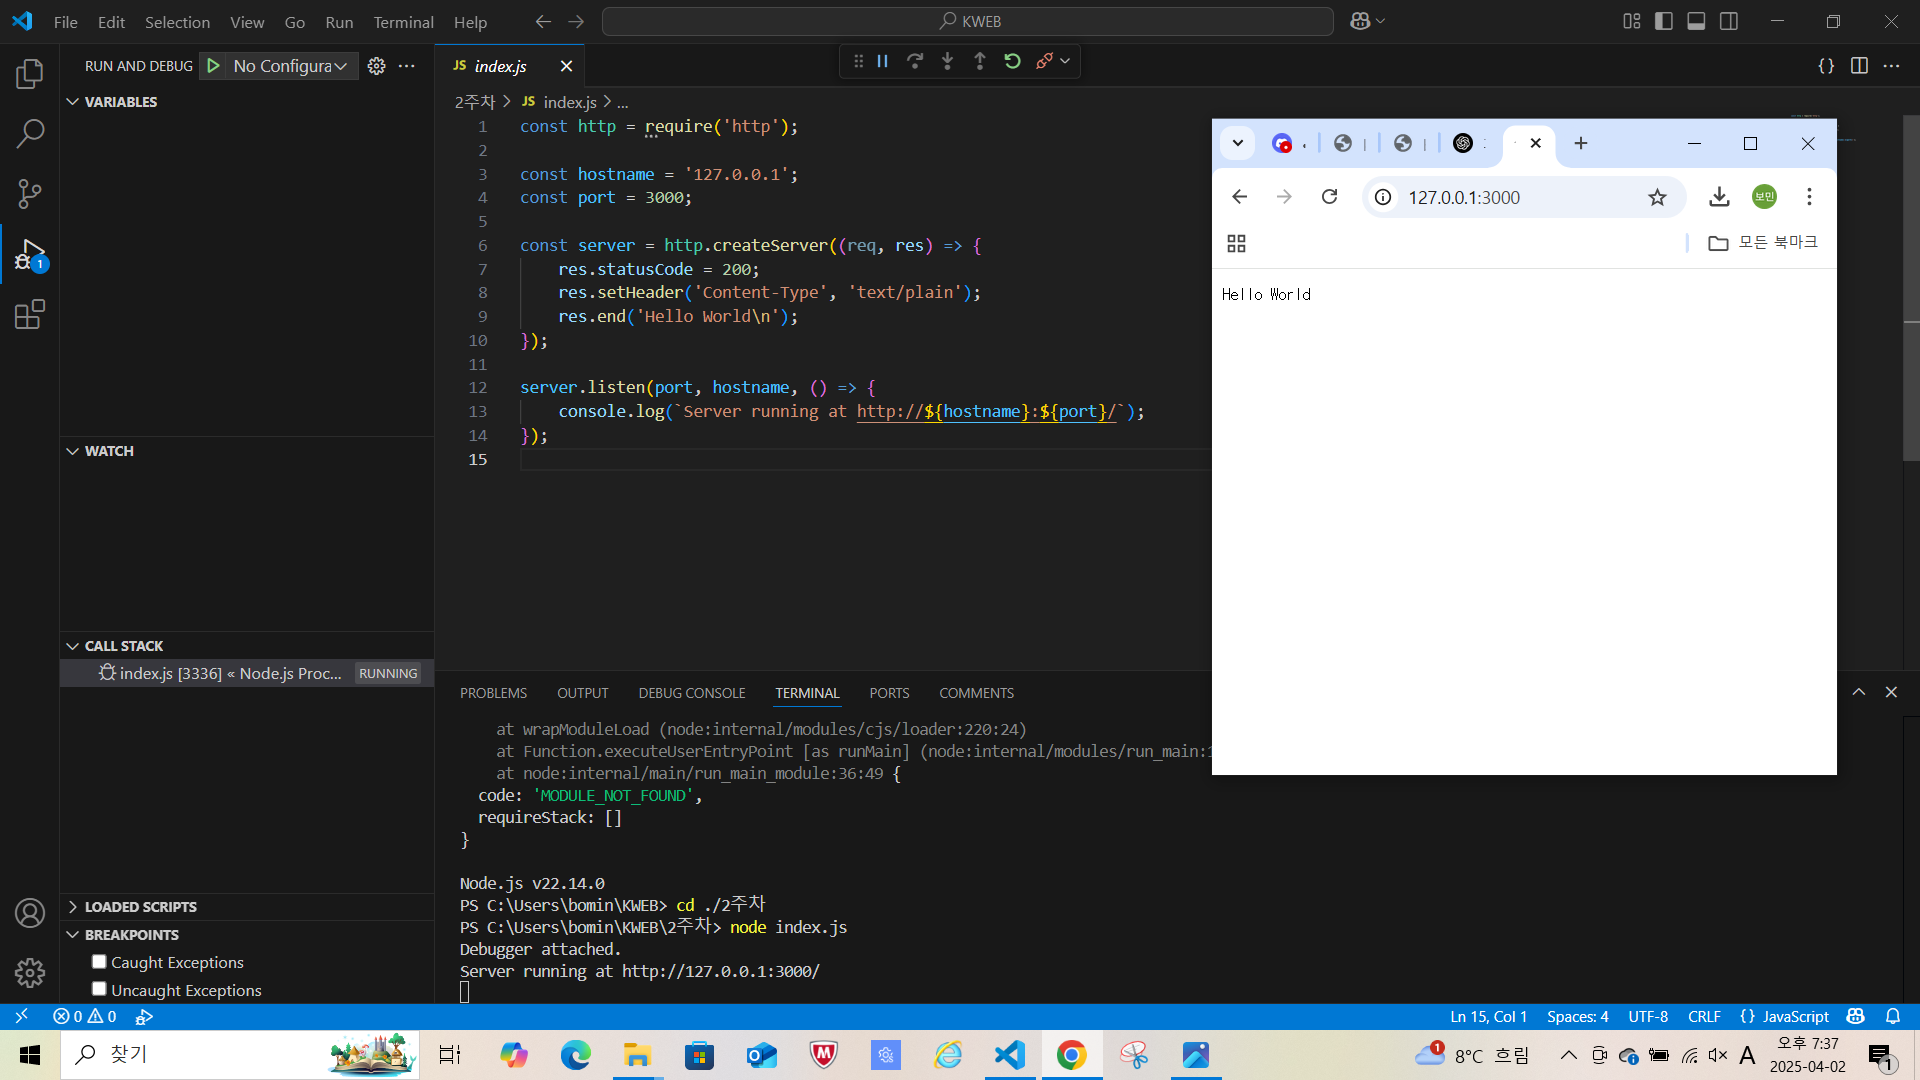 File Edit Selection View Go Run Terminal Help
KWEB
RUN AND DEBUG
No Configura
VARIABLES
WATCH
CALL STACK
index.js [3336] « Node.js Proc...
RUNNING
LOADED SCRIPTS
BREAKPOINTS
Caught Exceptions
Uncaught Exceptions
1
JS index.js
2주차 > JS index.js > ...
1 const http = require('http');
2
3 const hostname = '127.0.0.1';
4 const port = 3000;
5
6 const server = http.createServer((req, res) => {
7 res.statusCode = 200;
8 res.setHeader('Content-Type', 'text/plain');
9 res.end('Hello World\n');
10 });
11
12 server.listen(port, hostname, () => {
13 console.log(`Server running at http://${hostname}:${port}/`);
14 });
15
127.0.0.1:3000
보민
모든 북마크
Hello World
PROBLEMS OUTPUT DEBUG CONSOLE TERMINAL PORTS COMMENTS
at wrapModuleLoad (node:internal/modules/cjs/loader:220:24)
at Function.executeUserEntryPoint [as runMain] (node:internal/modules/run_main:1
at node:internal/main/run_main_module:36:49 {
code: 'MODULE_NOT_FOUND',
requireStack: []
}
Node.js v22.14.0
PS C:\Users\bomin\KWEB> cd ./2주차
PS C:\Users\bomin\KWEB\2주차> node index.js
Debugger attached.
Server running at http://127.0.0.1:3000/
0 0
Ln 15, Col 1 Spaces: 4 UTF-8 CRLF {} JavaScript
찾기
1
8°C 흐림
A
오후 7:37
2025-04-02
1